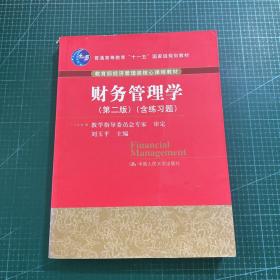 普通高等教育“十一五”国家级规划教材
教育部经济管理类核心课程教材
财务管理学
（第二版）（含练习题）
教学指导委员会专家 审定
刘玉平 主编
Financial
Management
中国人民大学出版社